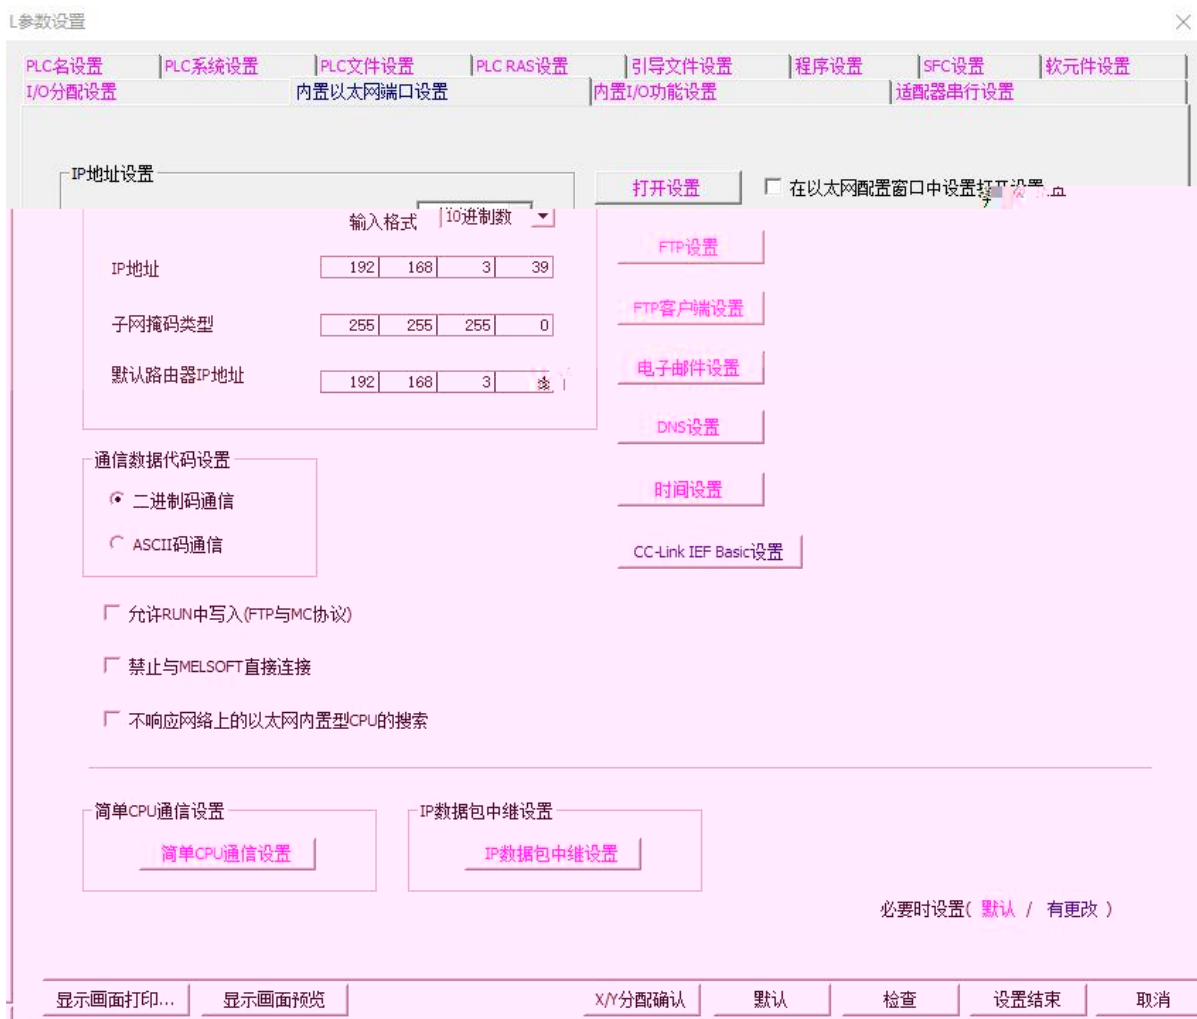 L参数设置
PLC名设置 PLC系统设置 PLC文件设置 PLC RAS设置 引导文件设置 程序设置 SFC设置 软元件设置
I/O分配设置 内置以太网端口设置 内置I/O功能设置 适配器串行设置
IP地址设置 打开设置 在以太网配置窗口中设置打开设置
输入格式 10进制数 FTP设置
IP地址 192 168 3 39
FTP客户端设置
子网掩码类型 255 255 255 0
电子邮件设置
默认路由器IP地址 192 168 3
DNS设置
通信数据代码设置
时间设置
二进制码通信
ASCII码通信 CC-Link IEF Basic设置
允许RUN中写入(FTP与MC协议)
禁止与MELSOFT直接连接
不响应网络上的以太网内置型CPU的搜索
简单CPU通信设置 IP数据包中继设置
简单CPU通信设置 IP数据包中继设置
必要时设置( 默认 / 有更改 )
显示画面打印... 显示画面预览 X/Y分配确认 默认 检查 设置结束 取消